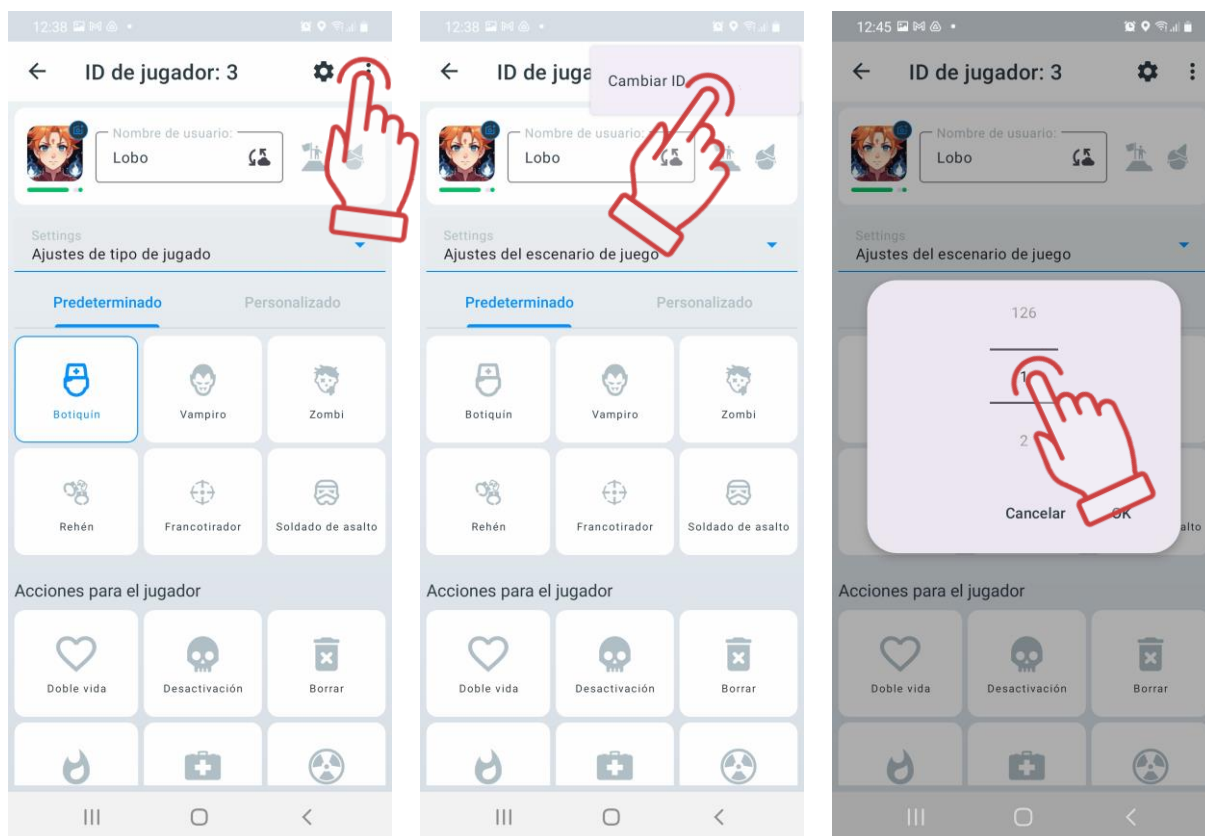 12:38
ID de jugador: 3
Nombre de usuario:
Lobo
Settings
Ajustes de tipo de jugado
Predeterminado
Personalizado
Botiquín
Vampiro
Zombi
Rehén
Francotirador
Soldado de asalto
Acciones para el jugador
Doble vida
Desactivación
Borrar
12:38
ID de juga
Cambiar ID
Nombre de usuario:
Lobo
Settings
Ajustes del escenario de juego
Predeterminado
Personalizado
Botiquín
Vampiro
Zombi
Rehén
Francotirador
Soldado de asalto
Acciones para el jugador
Doble vida
Desactivación
Borrar
12:45
ID de jugador: 3
Nombre de usuario:
Lobo
Settings
Ajustes del escenario de juego
126
1
2
Cancelar
OK
alto
Acciones para el jugador
Doble vida
Desactivación
Borrar